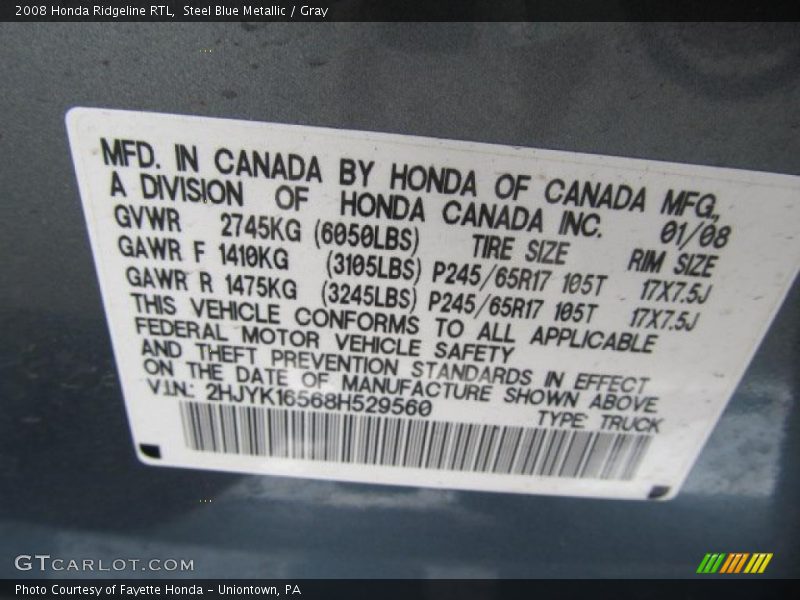 2008 Honda Ridgeline RTL, Steel Blue Metallic / Gray
MFD. IN CANADA BY HONDA OF CANADA MFG.,
A DIVISION OF HONDA CANADA INC. 01/08
GVWR 2745KG (6050LBS) TIRE SIZE RIM SIZE
GAWR F 1410KG (3105LBS) P245/65R17 105T 17X7.5J
GAWR R 1475KG (3245LBS) P245/65R17 105T 17X7.5J
THIS VEHICLE CONFORMS TO ALL APPLICABLE
FEDERAL MOTOR VEHICLE SAFETY
AND THEFT PREVENTION STANDARDS IN EFFECT
ON THE DATE OF MANUFACTURE SHOWN ABOVE
V.I.N.: 2HJYK16568H529560 TYPE: TRUCK
GTCARLOT.COM
Photo Courtesy of Fayette Honda - Uniontown, PA